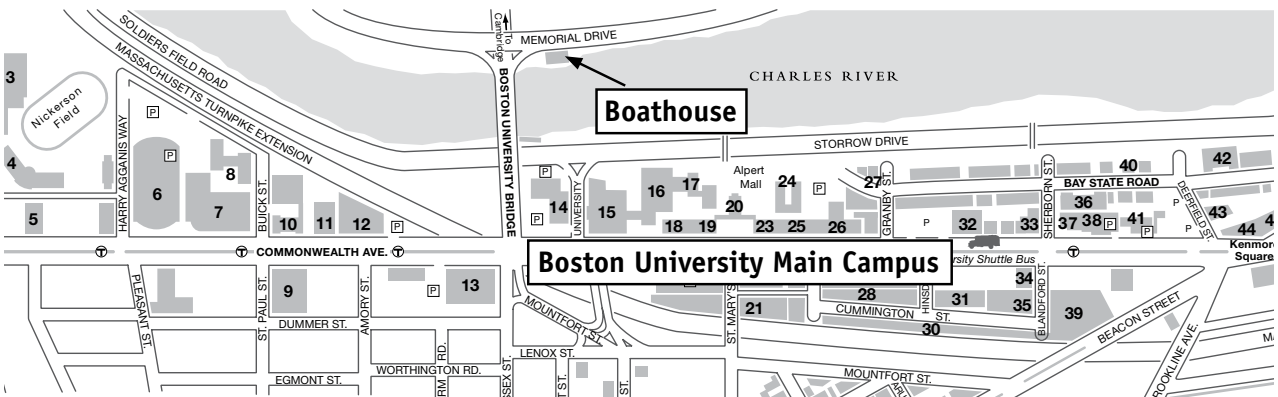 To
Cambridge
MEMORIAL DRIVE
SOLDIERS FIELD ROAD
MASSACHUSETTS TURNPIKE EXTENSION
BOSTON UNIVERSITY BRIDGE
CHARLES RIVER
Boathouse
3
Nickerson
Field
P
STORROW DRIVE
HARRY AGGANIS WAY
4
P
6
8
7
BUICK ST.
5
10
11
12
P
P
P
14
UNIVERSITY
15
16
17
Alpert
Mall
24
P
27
GRANBY ST.
18
19
20
23
25
26
P
32
33
SHERBORN ST.
BAY STATE ROAD
40
42
36
37
38
P
41
P
P
P
DEERFIELD ST.
43
44
4
Kenmore
Square
T
T
COMMONWEALTH AVE.
T
T
Boston University Main Campus
University Shuttle Bus
PLEASANT ST.
ST. PAUL ST.
9
AMORY ST.
P
13
DUMMER ST.
MOUNTFORT ST.
ST. MARY'S
21
28
31
34
35
BLANDFORD ST.
39
CUMMINGTON ST.
30
BEACON STREET
WORTHINGTON RD.
EGMONT ST.
LENOX ST.
ST.
ST.
MOUNTFORT ST.